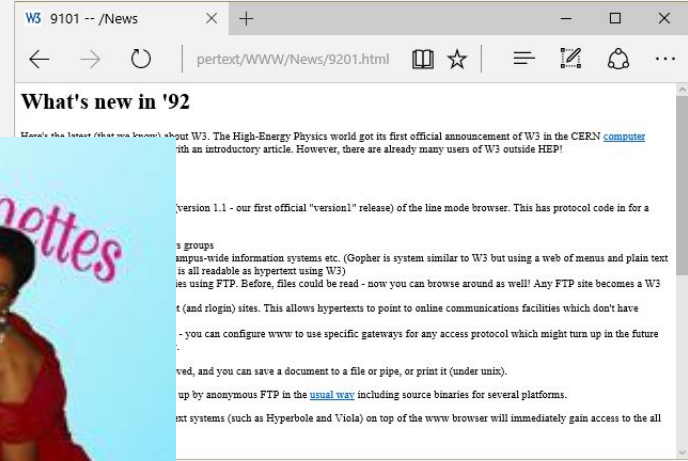 W3 9101 -- /News
pertext/WWW/News/9201.html
What's new in '92
Here's the latest (that we know) about W3. The High-Energy Physics world got its first official announcement of W3 in the CERN computer
ith an introductory article. However, there are already many users of W3 outside HEP!
ettes
(version 1.1 - our first official "version1" release) of the line mode browser. This has protocol code in for a
s groups
ampus-wide information systems etc. (Gopher is system similar to W3 but using a web of menus and plain text
is all readable as hypertext using W3)
ies using FTP. Before, files could be read - now you can browse around as well! Any FTP site becomes a W3
t (and rlogin) sites. This allows hypertexts to point to online communications facilities which don't have
- you can configure www to use specific gateways for any access protocol which might turn up in the future
ved, and you can save a document to a file or pipe, or print it (under unix).
up by anonymous FTP in the usual way including source binaries for several platforms.
ext systems (such as Hyperbole and Viola) on top of the www browser will immediately gain access to the all